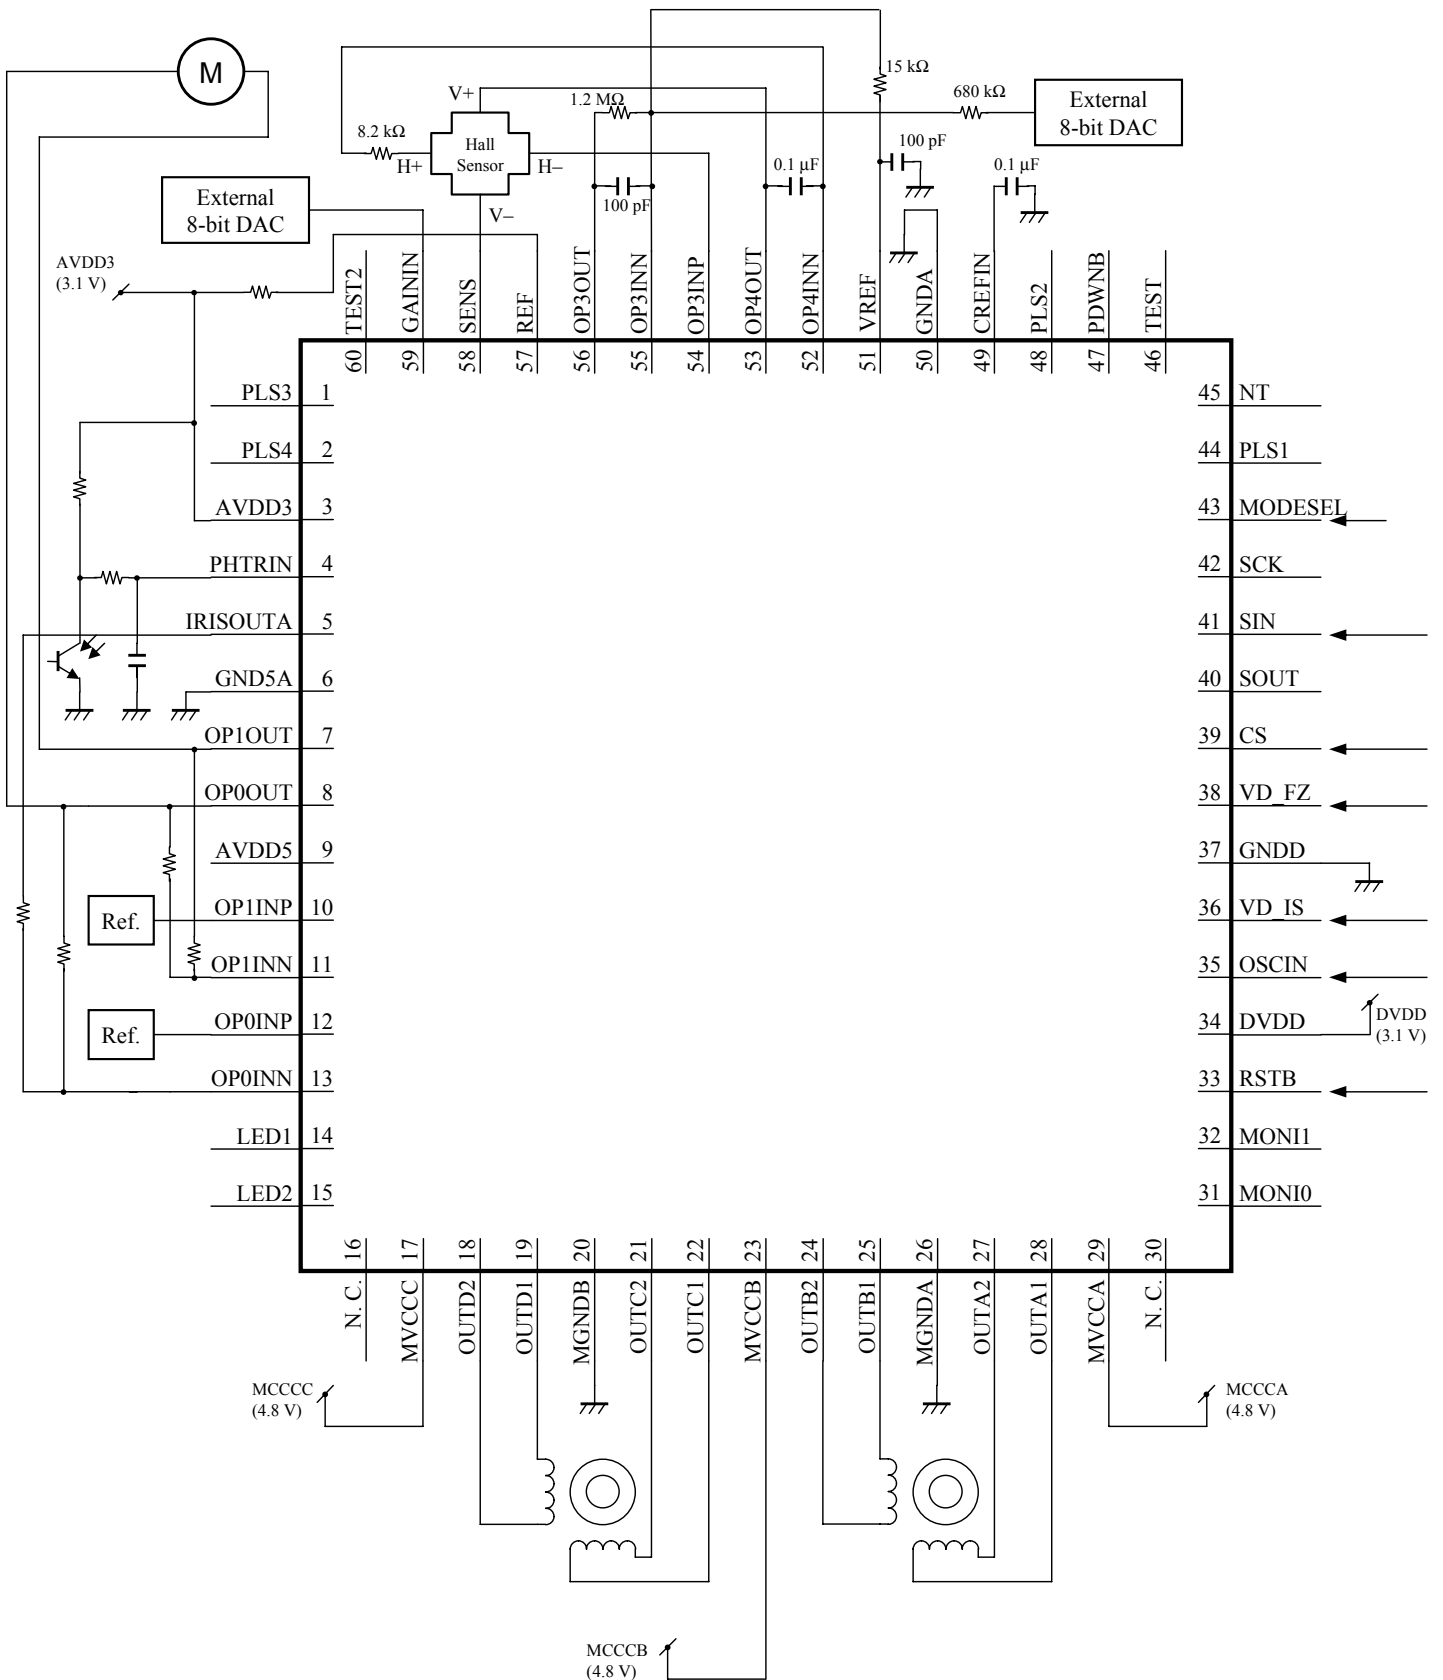 M
15 kΩ
V+
1.2 MΩ
680 kΩ
External
8-bit DAC
8.2 kΩ
Hall
Sensor
H+
H–
100 pF
0.1 µF
0.1 µF
External
8-bit DAC
100 pF
V–
AVDD3
(3.1 V)
TEST2
GAININ
SENS
REF
OP3OUT
OP3INN
OP3INP
OP4OUT
OP4INN
VREF
GNDA
CREFIN
PLS2
PDWNB
TEST
60
59
58
57
56
55
54
53
52
51
50
49
48
47
46
PLS3 1
PLS4 2
AVDD3 3
PHTRIN 4
IRISOUTA 5
GND5A 6
OP1OUT 7
OP0OUT 8
AVDD5 9
Ref.
OP1INP 10
OP1INN 11
Ref.
OP0INP 12
OP0INN 13
LED1 14
LED2 15
45 NT
44 PLS1
43 MODESEL
42 SCK
41 SIN
40 SOUT
39 CS
38 VD_FZ
37 GNDD
36 VD_IS
35 OSCIN
34 DVDD
DVDD
(3.1 V)
33 RSTB
32 MONI1
31 MONI0
16
17
18
19
20
21
22
23
24
25
26
27
28
29
30
N. C.
MVCCC
OUTD2
OUTD1
MGNDB
OUTC2
OUTC1
MVCCB
OUTB2
OUTB1
MGNDA
OUTA2
OUTA1
MVCCA
N. C.
MCCCC
(4.8 V)
MCCCA
(4.8 V)
MCCCB
(4.8 V)